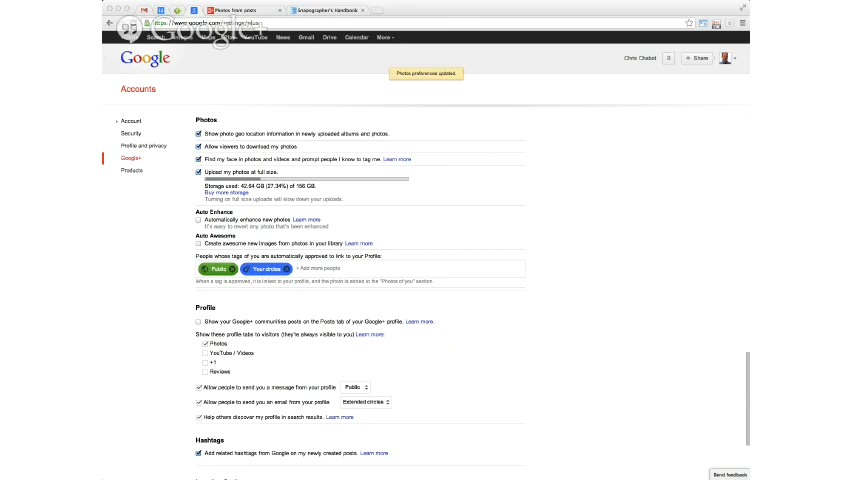 Photos from posts
Snapographer's Handbook
https://www.google.com/settings/plus
Google+
Search
YouTube
News
Gmail
Drive
Calendar
More
Google
Photos preferences updated.
Chris Chabot
0
+ Share
Accounts
Account
Security
Profile and privacy
Google+
Products
Photos
Show photo geo location information in newly uploaded albums and photos.
Allow viewers to download my photos
Find my face in photos and videos and prompt people I know to tag me. Learn more
Upload my photos at full size.
Storage used: 42.64 GB (27.34%) of 156 GB.
Buy more storage
Turning on full size uploads will slow down your uploads.
Auto Enhance
Automatically enhance new photos Learn more
It's easy to revert any photo that's been enhanced
Auto Awesome
Create awesome new images from photos in your library Learn more
People whose tags of you are automatically approved to link to your Profile:
Public
Your circles
+ Add more people
When a tag is approved, it is linked to your profile, and the photo is added to the "Photos of you" section.
Profile
Show your Google+ communities posts on the Posts tab of your Google+ profile. Learn more.
Show these profile tabs to visitors (they're always visible to you) Learn more:
Photos
YouTube / Videos
+1
Reviews
Allow people to send you a message from your profile Public
Allow people to send you an email from your profile Extended circles
Help others discover my profile in search results. Learn more
Hashtags
Add related hashtags from Google on my newly created posts. Learn more
Send feedback